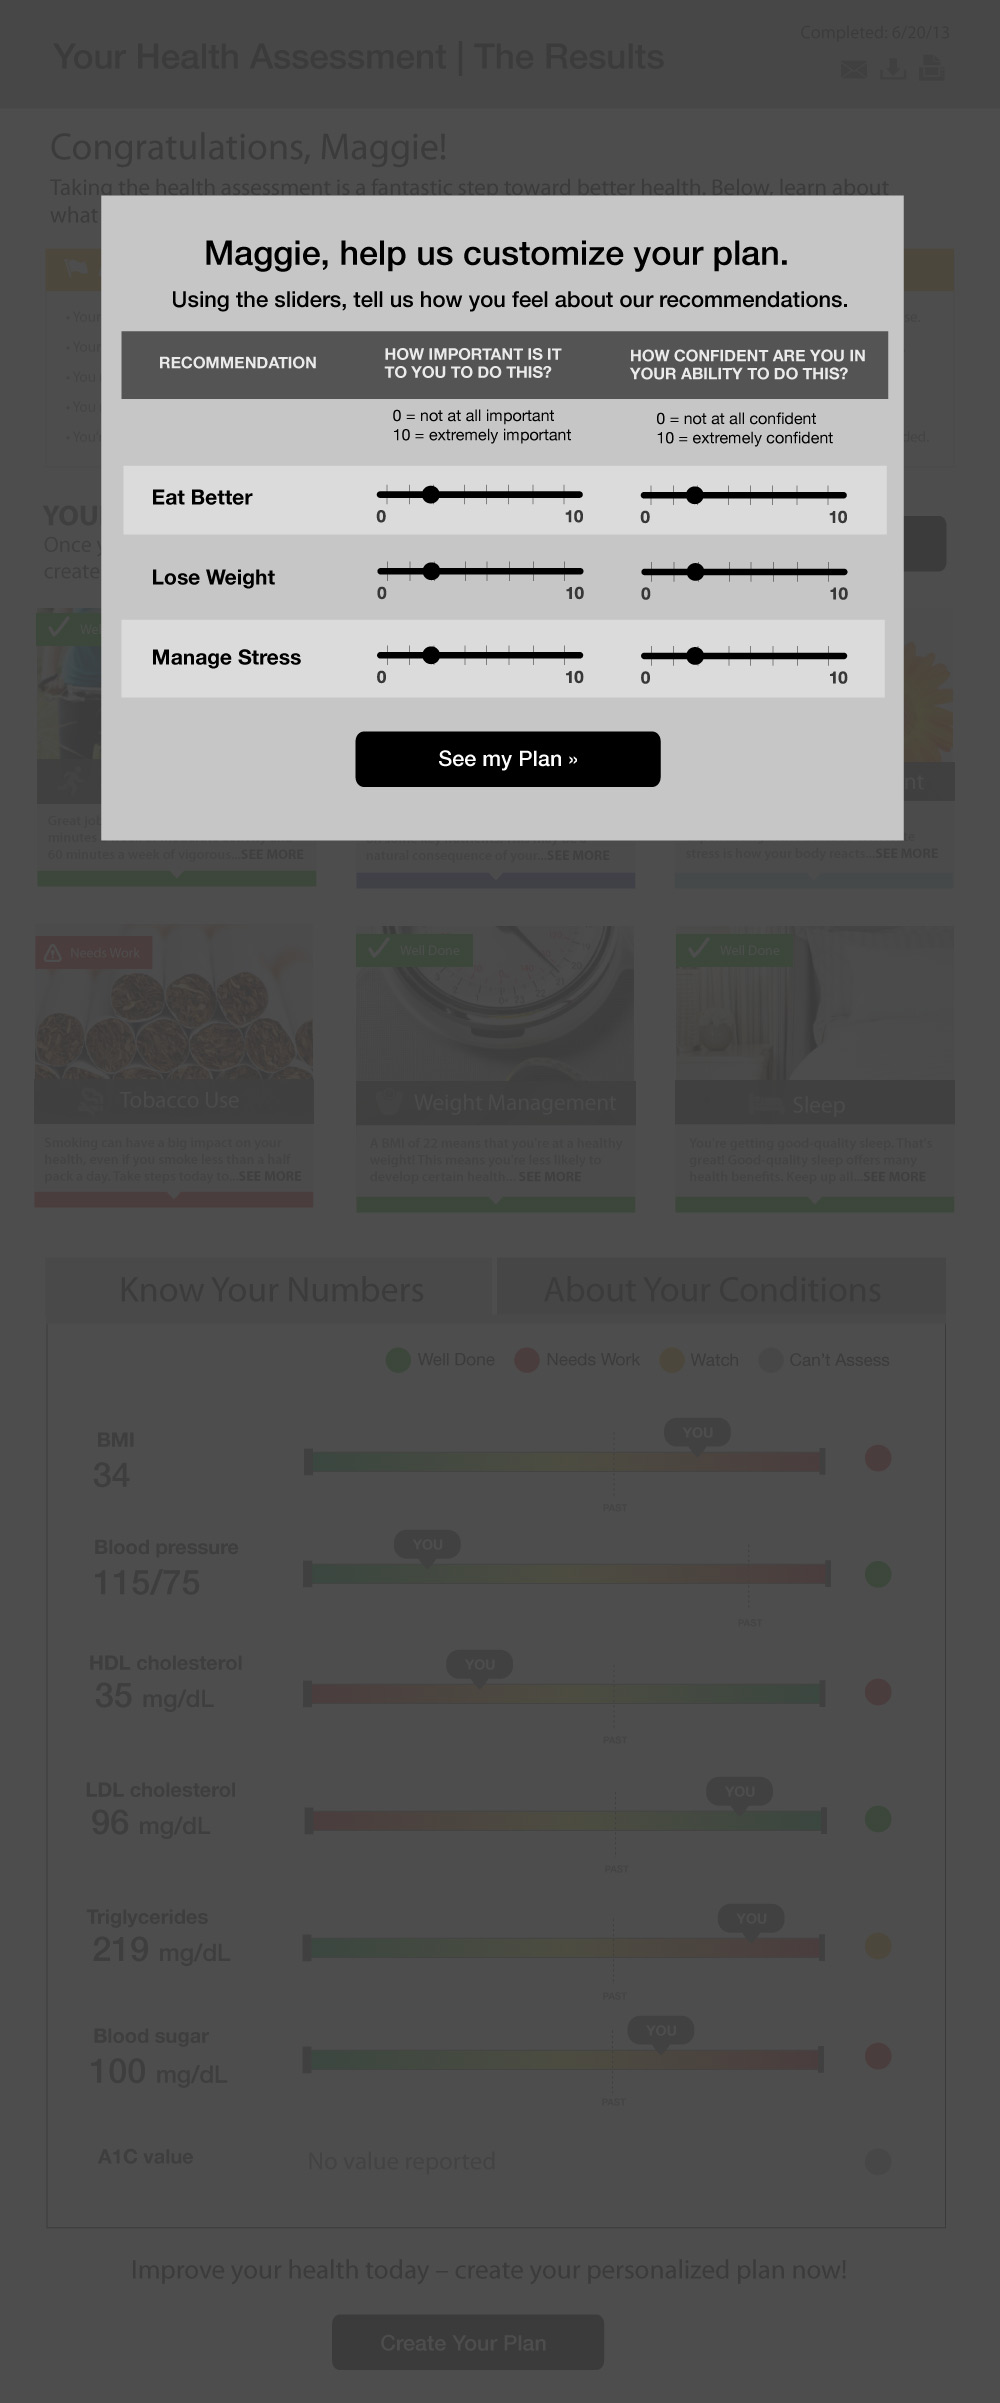 Your Health Assessment | The Results
Completed: 6/20/13
Congratulations, Maggie!
Taking the health assessment is a fantastic step toward better health. Below, learn about
what
Maggie, help us customize your plan.
Using the sliders, tell us how you feel about our recommendations.
RECOMMENDATION
HOW IMPORTANT IS IT
TO YOU TO DO THIS?
HOW CONFIDENT ARE YOU IN
YOUR ABILITY TO DO THIS?
0 = not at all important
10 = extremely important
0 = not at all confident
10 = extremely confident
Eat Better
0 10
0 10
Lose Weight
0 10
0 10
Manage Stress
0 10
0 10
See my Plan »
• Your
• Your
• You
• You
• You'
YOU
Once
create
Great
minutes
60 minutes a week of vigorous...SEE MORE
natural consequence of your...SEE MORE
stress is how your body reacts...SEE MORE
Needs Work
Tobacco Use
Smoking can have a big impact on your
health, even if you smoke less than a half
pack a day. Take steps today to...SEE MORE
Well Done
Weight Management
A BMI of 22 means that you're at a healthy
weight! This means you're less likely to
develop certain health... SEE MORE
Well Done
Sleep
You're getting good-quality sleep. That's
great! Good-quality sleep offers many
health benefits. Keep up all...SEE MORE
Know Your Numbers
About Your Conditions
Well Done
Needs Work
Watch
Can't Assess
BMI
34
YOU
PAST
Blood pressure
115/75
YOU
PAST
HDL cholesterol
35 mg/dL
YOU
PAST
LDL cholesterol
96 mg/dL
YOU
PAST
Triglycerides
219 mg/dL
YOU
PAST
Blood sugar
100 mg/dL
YOU
PAST
A1C value
No value reported
Improve your health today – create your personalized plan now!
Create Your Plan